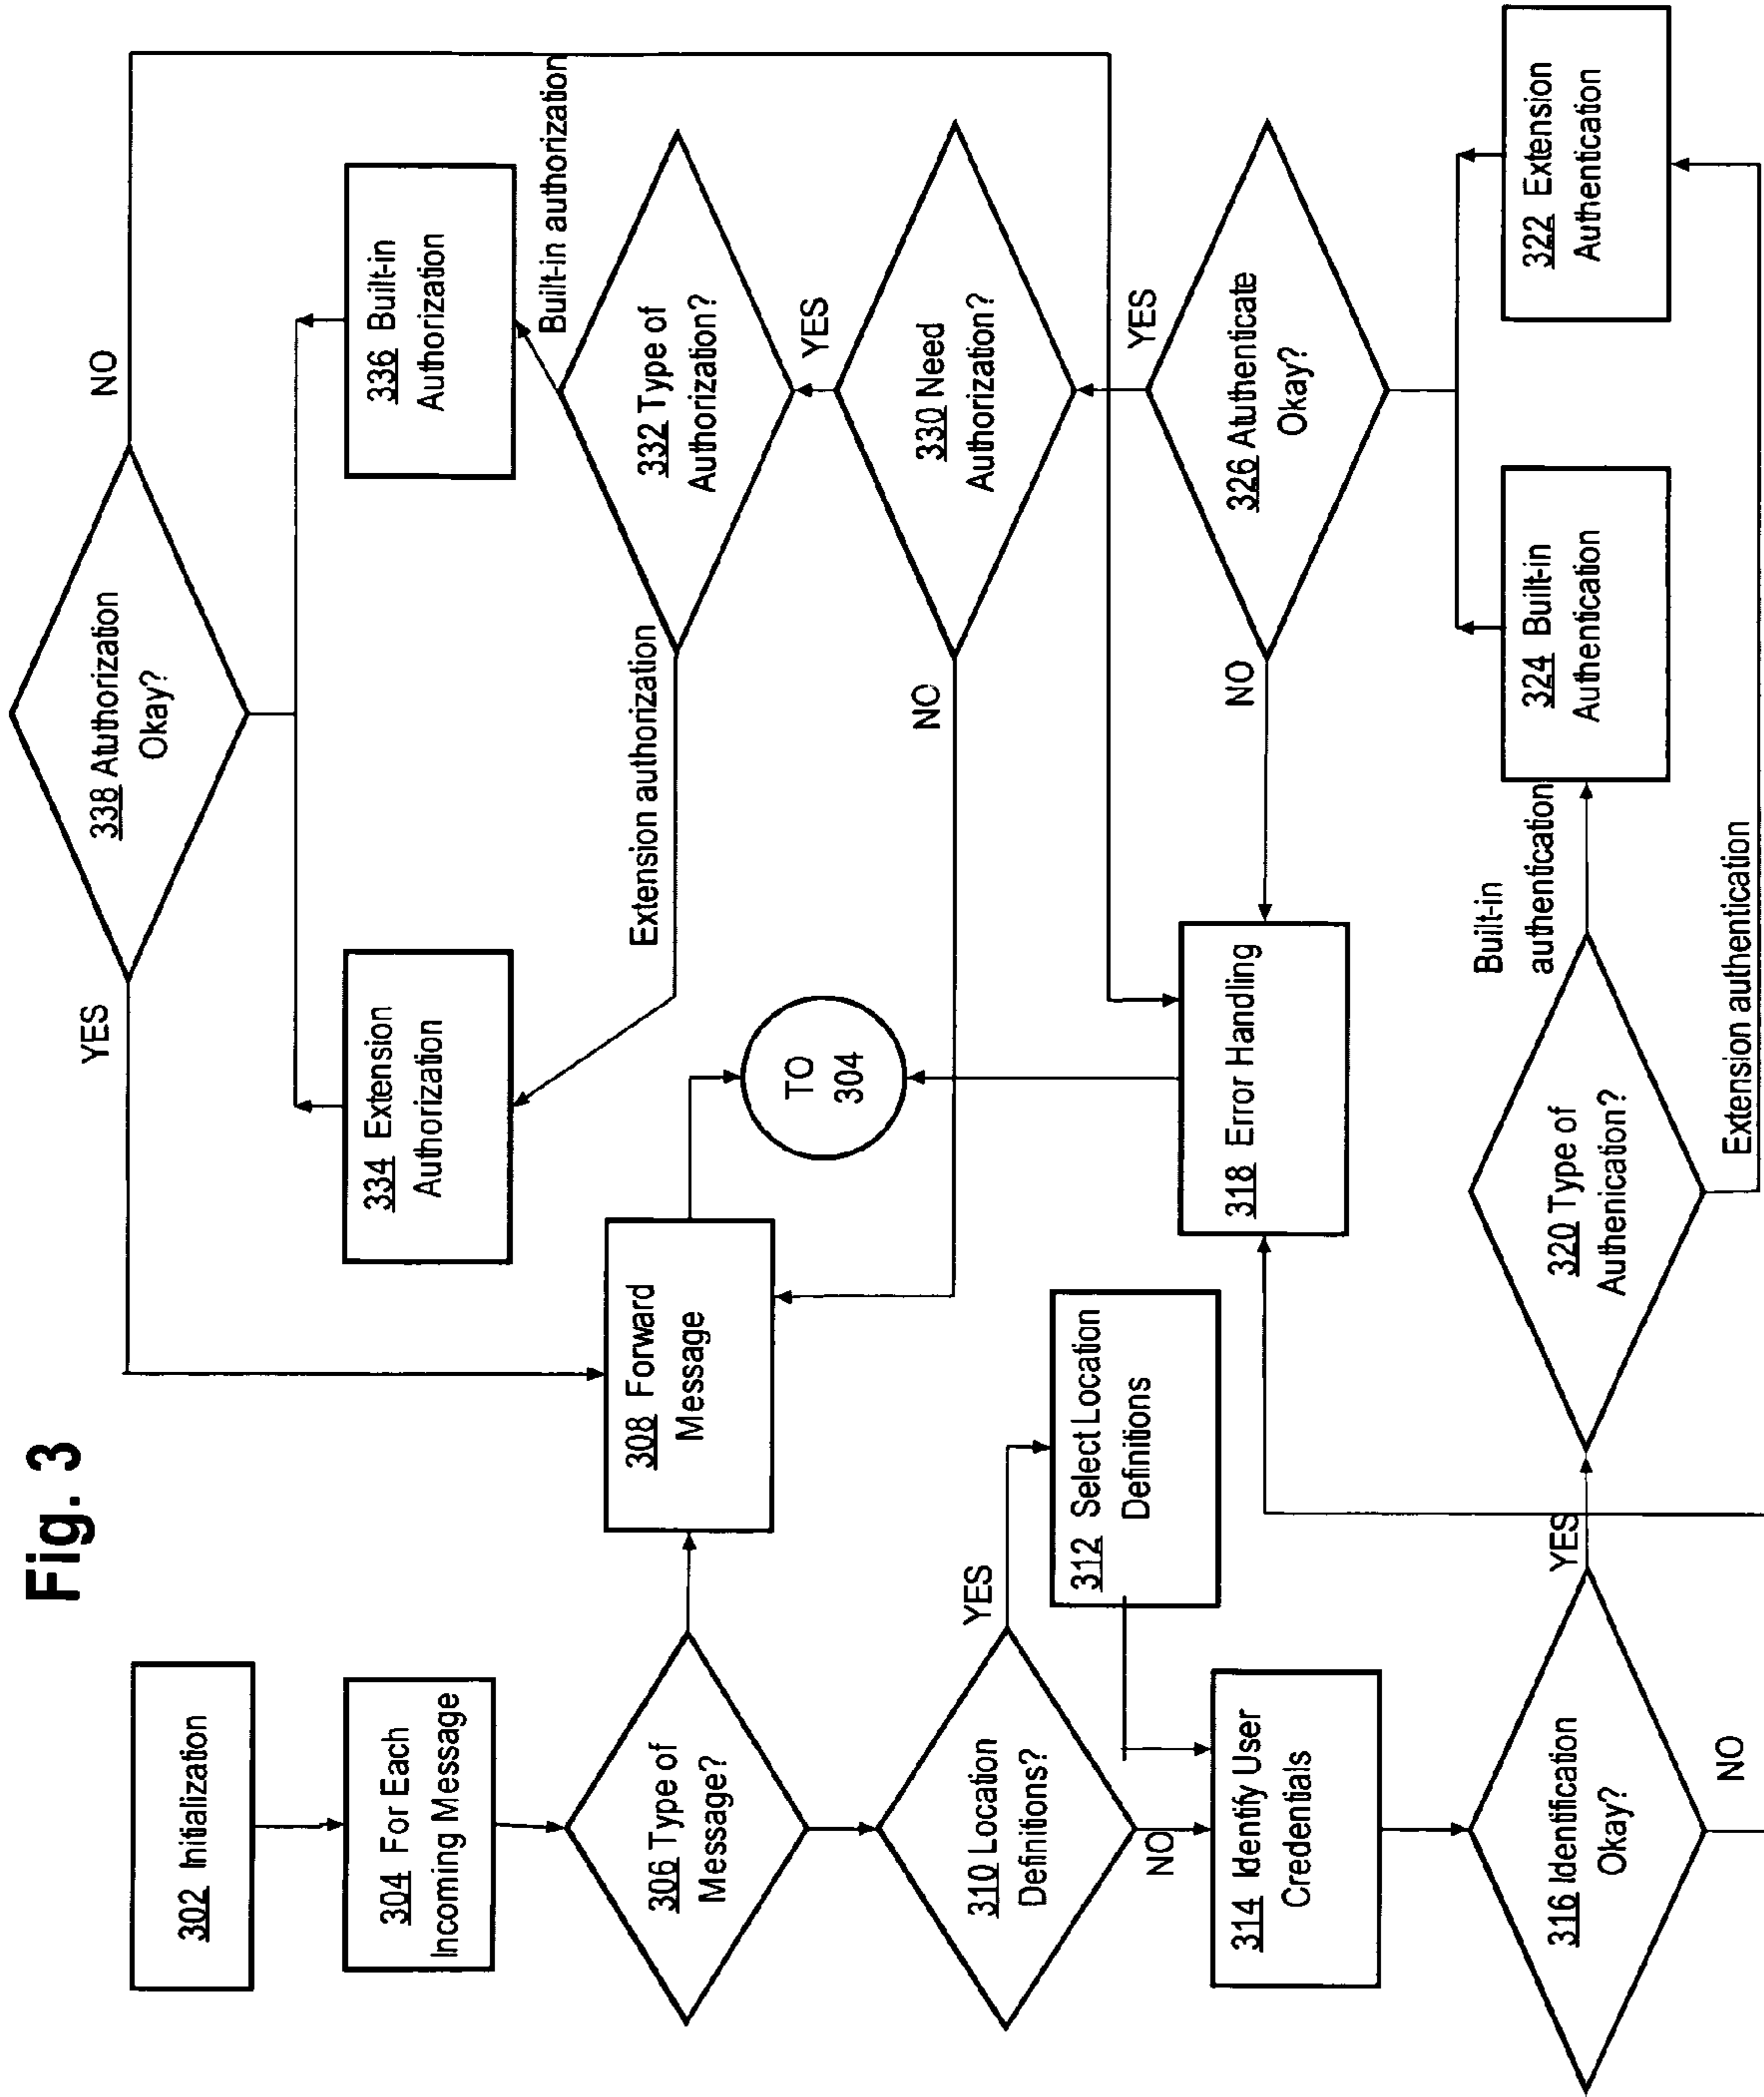 Fig. 3
302 Initialization
304 For Each
Incoming Message
306 Type of
Message?
308 Forward
Message
310 Location
Definitions?
YES
NO
312 Select Location
Definitions
314 Identify User
Credentials
316 Identification
Okay?
YES
NO
318 Error Handling
TO
304
320 Type of
Authenication?
Built-in
authentication
Extension authentication
324 Built-in
Authentication
322 Extension
Authentication
326 Atuthenticate
Okay?
NO
YES
330 Need
Authorization?
NO
YES
332 Type of
Authorization?
Extension authorization
Built-in authorization
334 Extension
Authorization
336 Built-in
Authorization
338 Atuthorization
Okay?
YES
NO